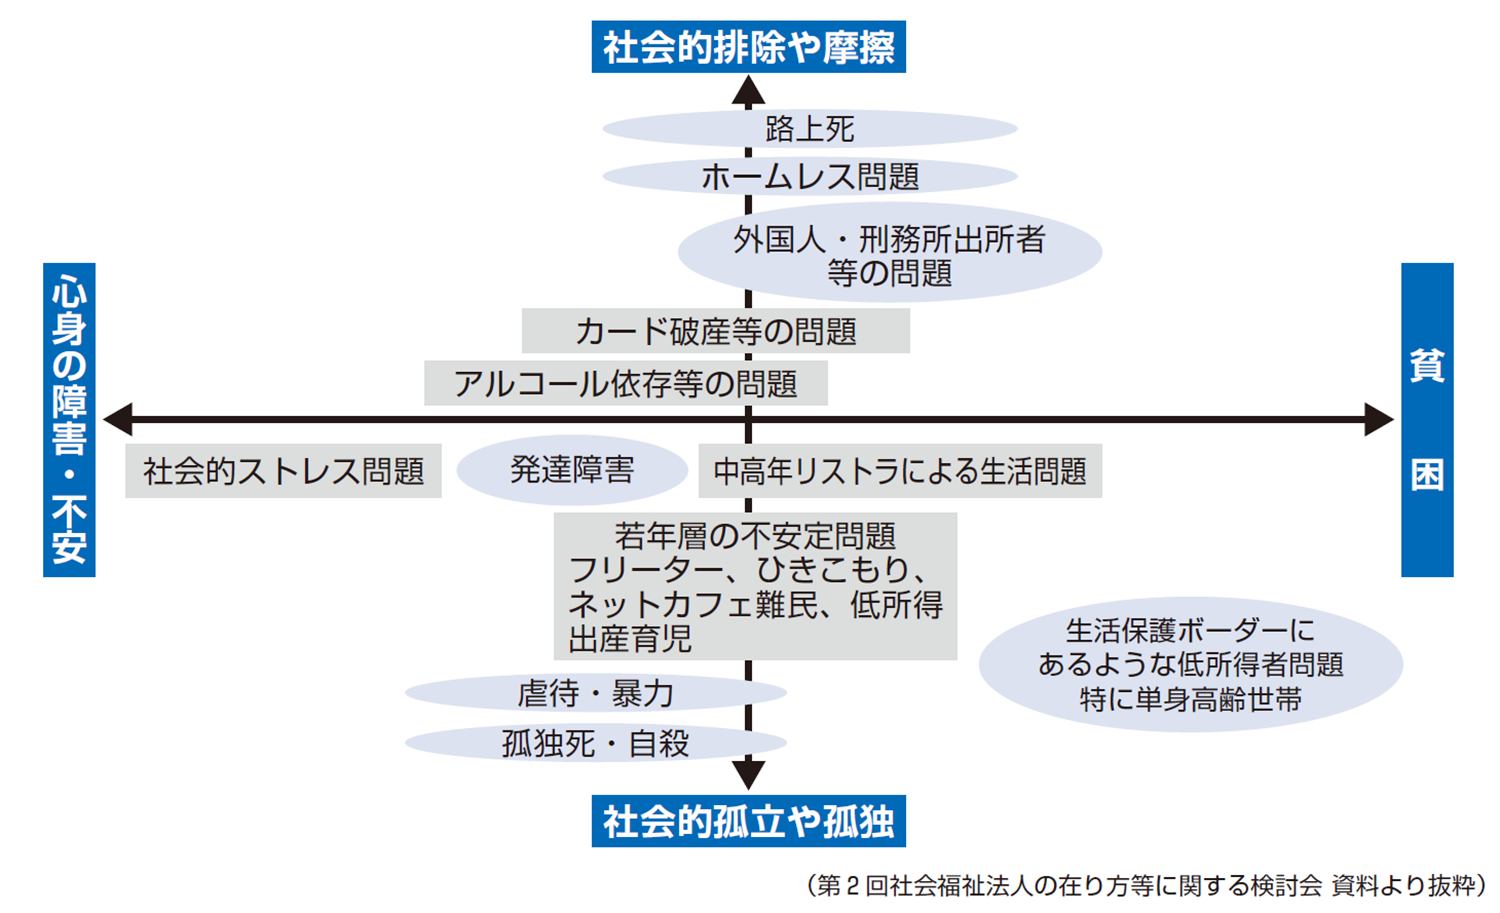 社会的排除や摩擦
路上死
ホームレス問題
外国人・刑務所出所者
等の問題
カード破産等の問題
アルコール依存等の問題
心身の障害・不安
貧困
社会的ストレス問題
発達障害
中高年リストラによる生活問題
若年層の不安定問題
フリーター、ひきこもり、
ネットカフェ難民、低所得
出産育児
生活保護ボーダーに
あるような低所得者問題
特に単身高齢世帯
虐待・暴力
孤独死・自殺
社会的孤立や孤独
（第２回社会福祉法人の在り方等に関する検討会 資料より抜粋）